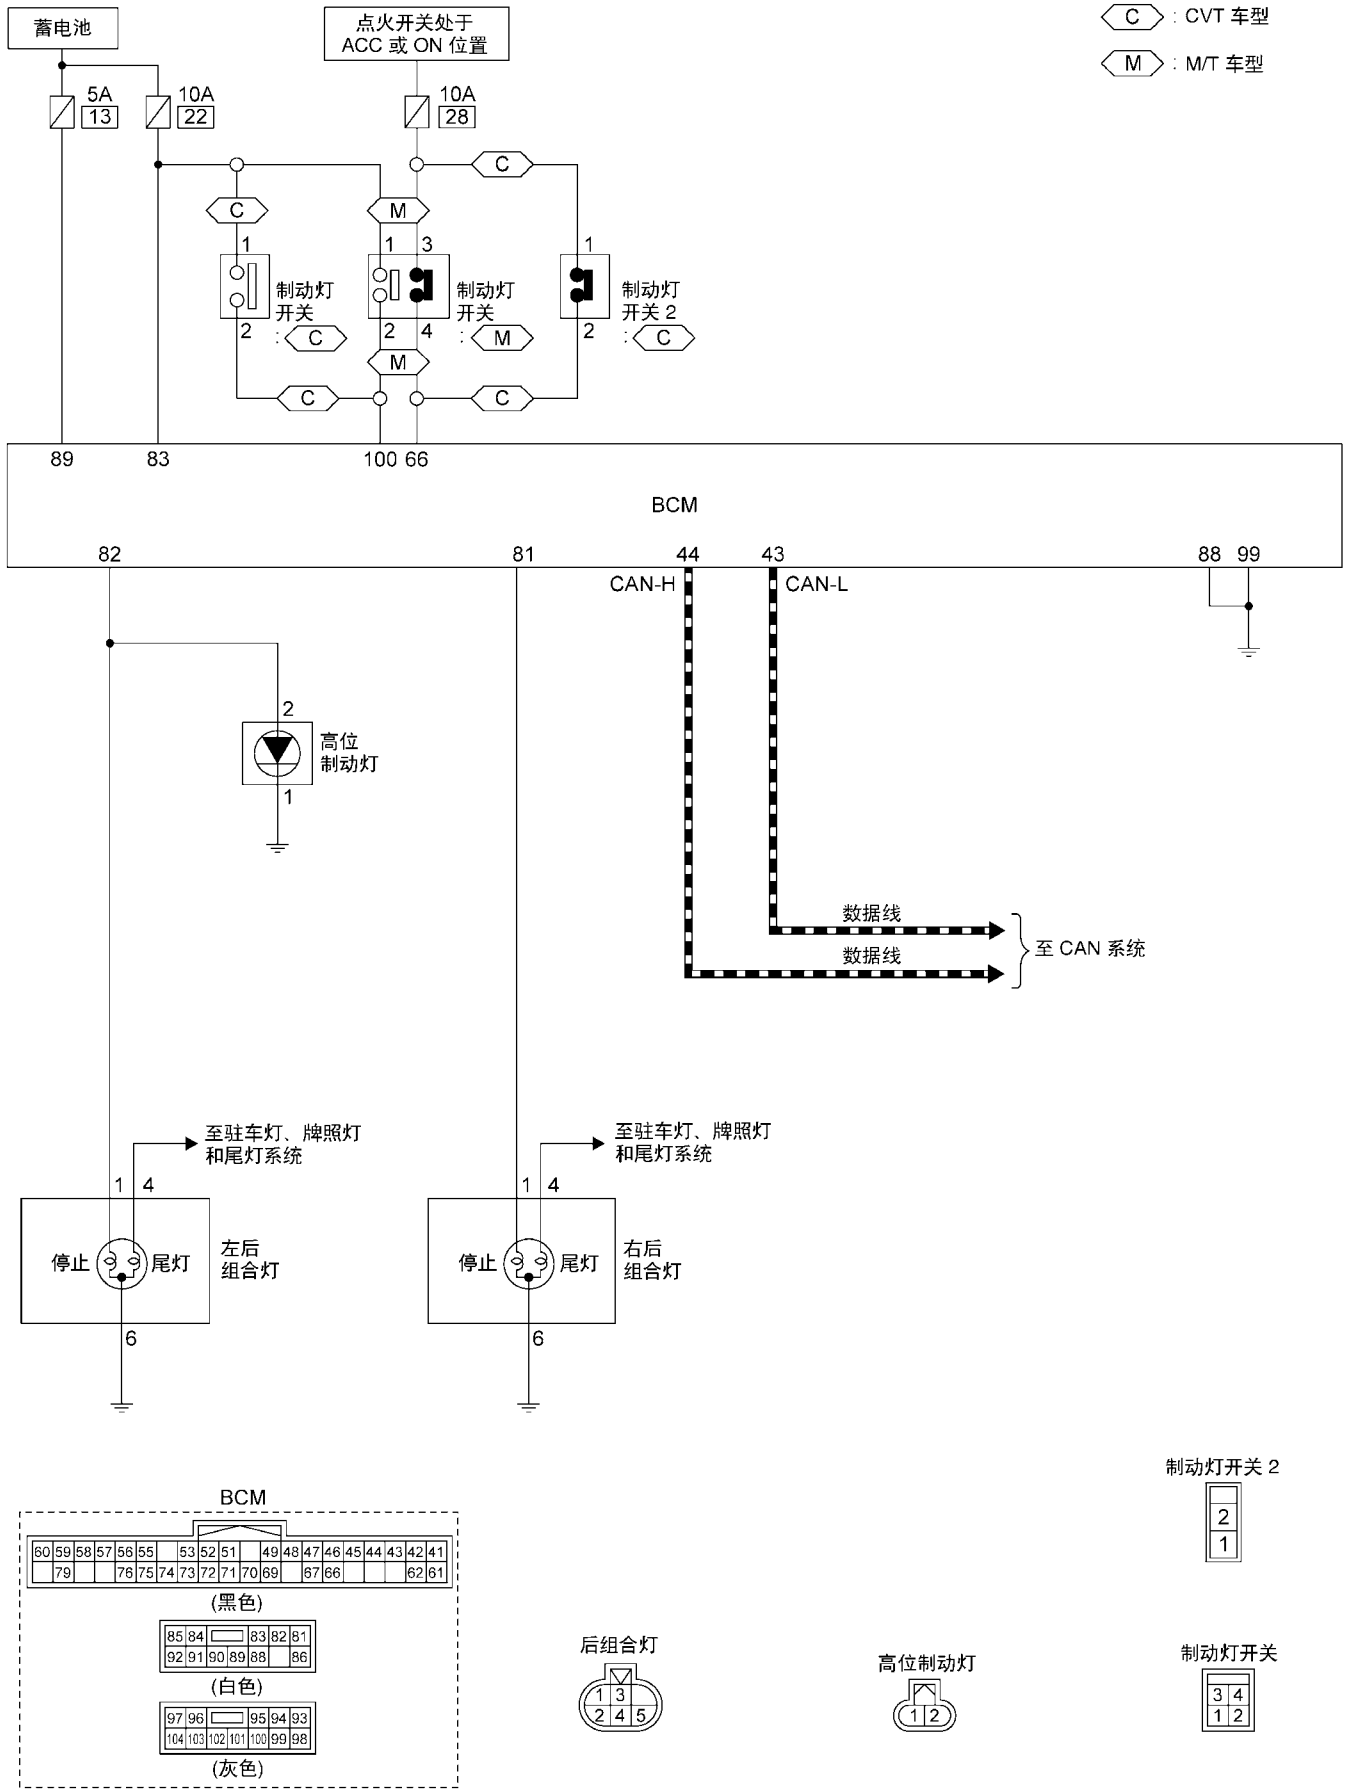 蓄电池
点火开关处于
ACC 或 ON 位置
C : CVT 车型
M : M/T 车型
5A
13
10A
22
10A
28
C
C
M
1
1
3
1
制动灯
开关
: C
制动灯
开关
: M
制动灯
开关 2
: C
2
2
4
2
M
C
C
89
83
100
66
BCM
82
81
44
43
88
99
CAN-H
CAN-L
2
高位
制动灯
1
数据线
数据线
至 CAN 系统
至驻车灯、牌照灯
和尾灯系统
至驻车灯、牌照灯
和尾灯系统
1
4
1
4
停止
尾灯
左后
组合灯
停止
尾灯
右后
组合灯
6
6
BCM
60 59 58 57 56 55 53 52 51 49 48 47 46 45 44 43 42 41
79 76 75 74 73 72 71 70 69 67 66 62 61
(黑色)
85 84 83 82 81
92 91 90 89 88 86
(白色)
97 96 95 94 93
104 103 102 101 100 99 98
(灰色)
后组合灯
1 3
2 4 5
高位制动灯
1 2
制动灯开关 2
2
1
制动灯开关
3 4
1 2